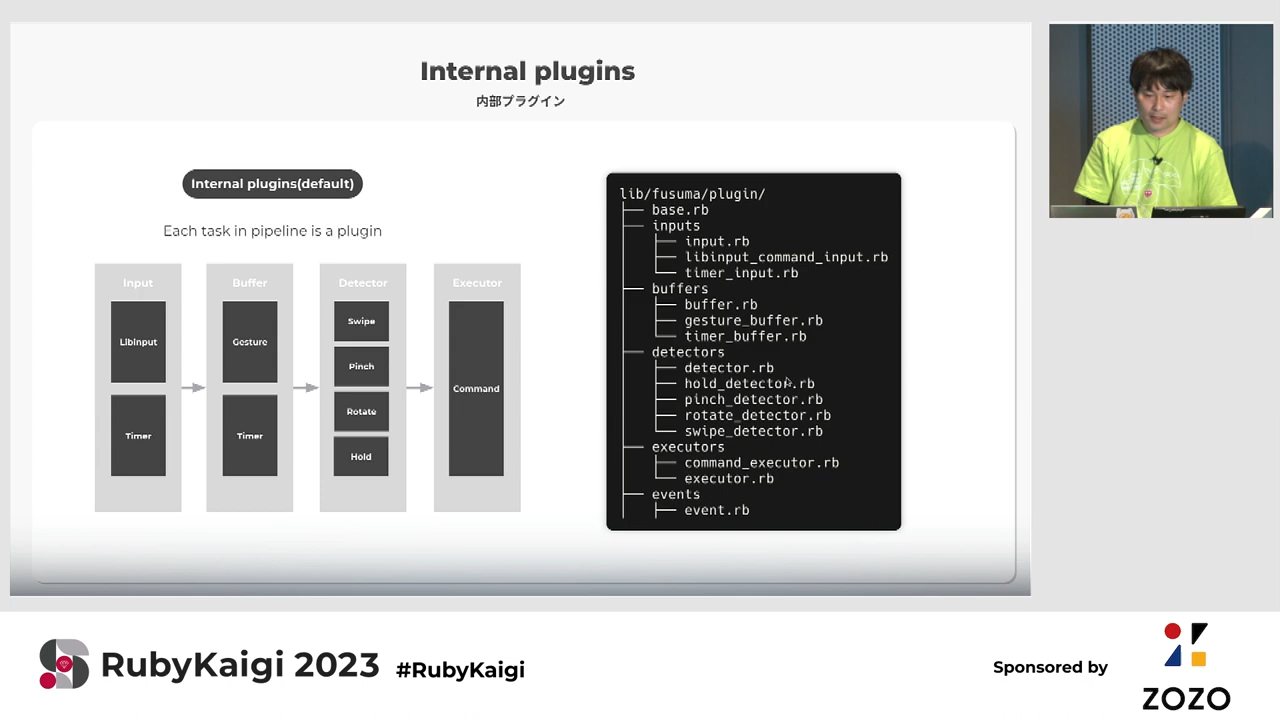 Internal plugins
内部プラグイン
Internal plugins(default)
Each task in pipeline is a plugin
Input
LibInput
Timer
Buffer
Gesture
Timer
Detector
Swipe
Pinch
Rotate
Hold
Executor
Command
lib/fusuma/plugin/
├── base.rb
├── inputs
│   ├── input.rb
│   ├── libinput_command_input.rb
│   └── timer_input.rb
├── buffers
│   ├── buffer.rb
│   ├── gesture_buffer.rb
│   └── timer_buffer.rb
├── detectors
│   ├── detector.rb
│   ├── hold_detector.rb
│   ├── pinch_detector.rb
│   ├── rotate_detector.rb
│   └── swipe_detector.rb
├── executors
│   ├── command_executor.rb
│   └── executor.rb
├── events
│   ├── event.rb
RubyKaigi 2023 #RubyKaigi
Sponsored by
ZOZO